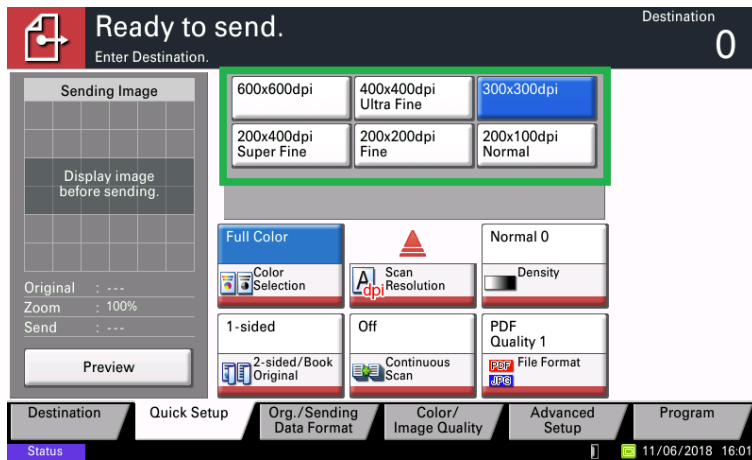 Ready to send.
Destination
Enter Destination.
0
Sending Image
Display image
before sending.
Original : ---
Zoom : 100%
Send : ---
Preview
600x600dpi
400x400dpi
Ultra Fine
300x300dpi
200x400dpi
Super Fine
200x200dpi
Fine
200x100dpi
Normal
Full Color
Color
Selection
A
dpi
Scan
Resolution
Normal 0
Density
1-sided
2-sided/Book
Original
Off
Continuous
Scan
PDF
Quality 1
PDF
JPG
File Format
Destination
Quick Setup
Org./Sending
Data Format
Color/
Image Quality
Advanced
Setup
Program
Status
11/06/2018 16:01